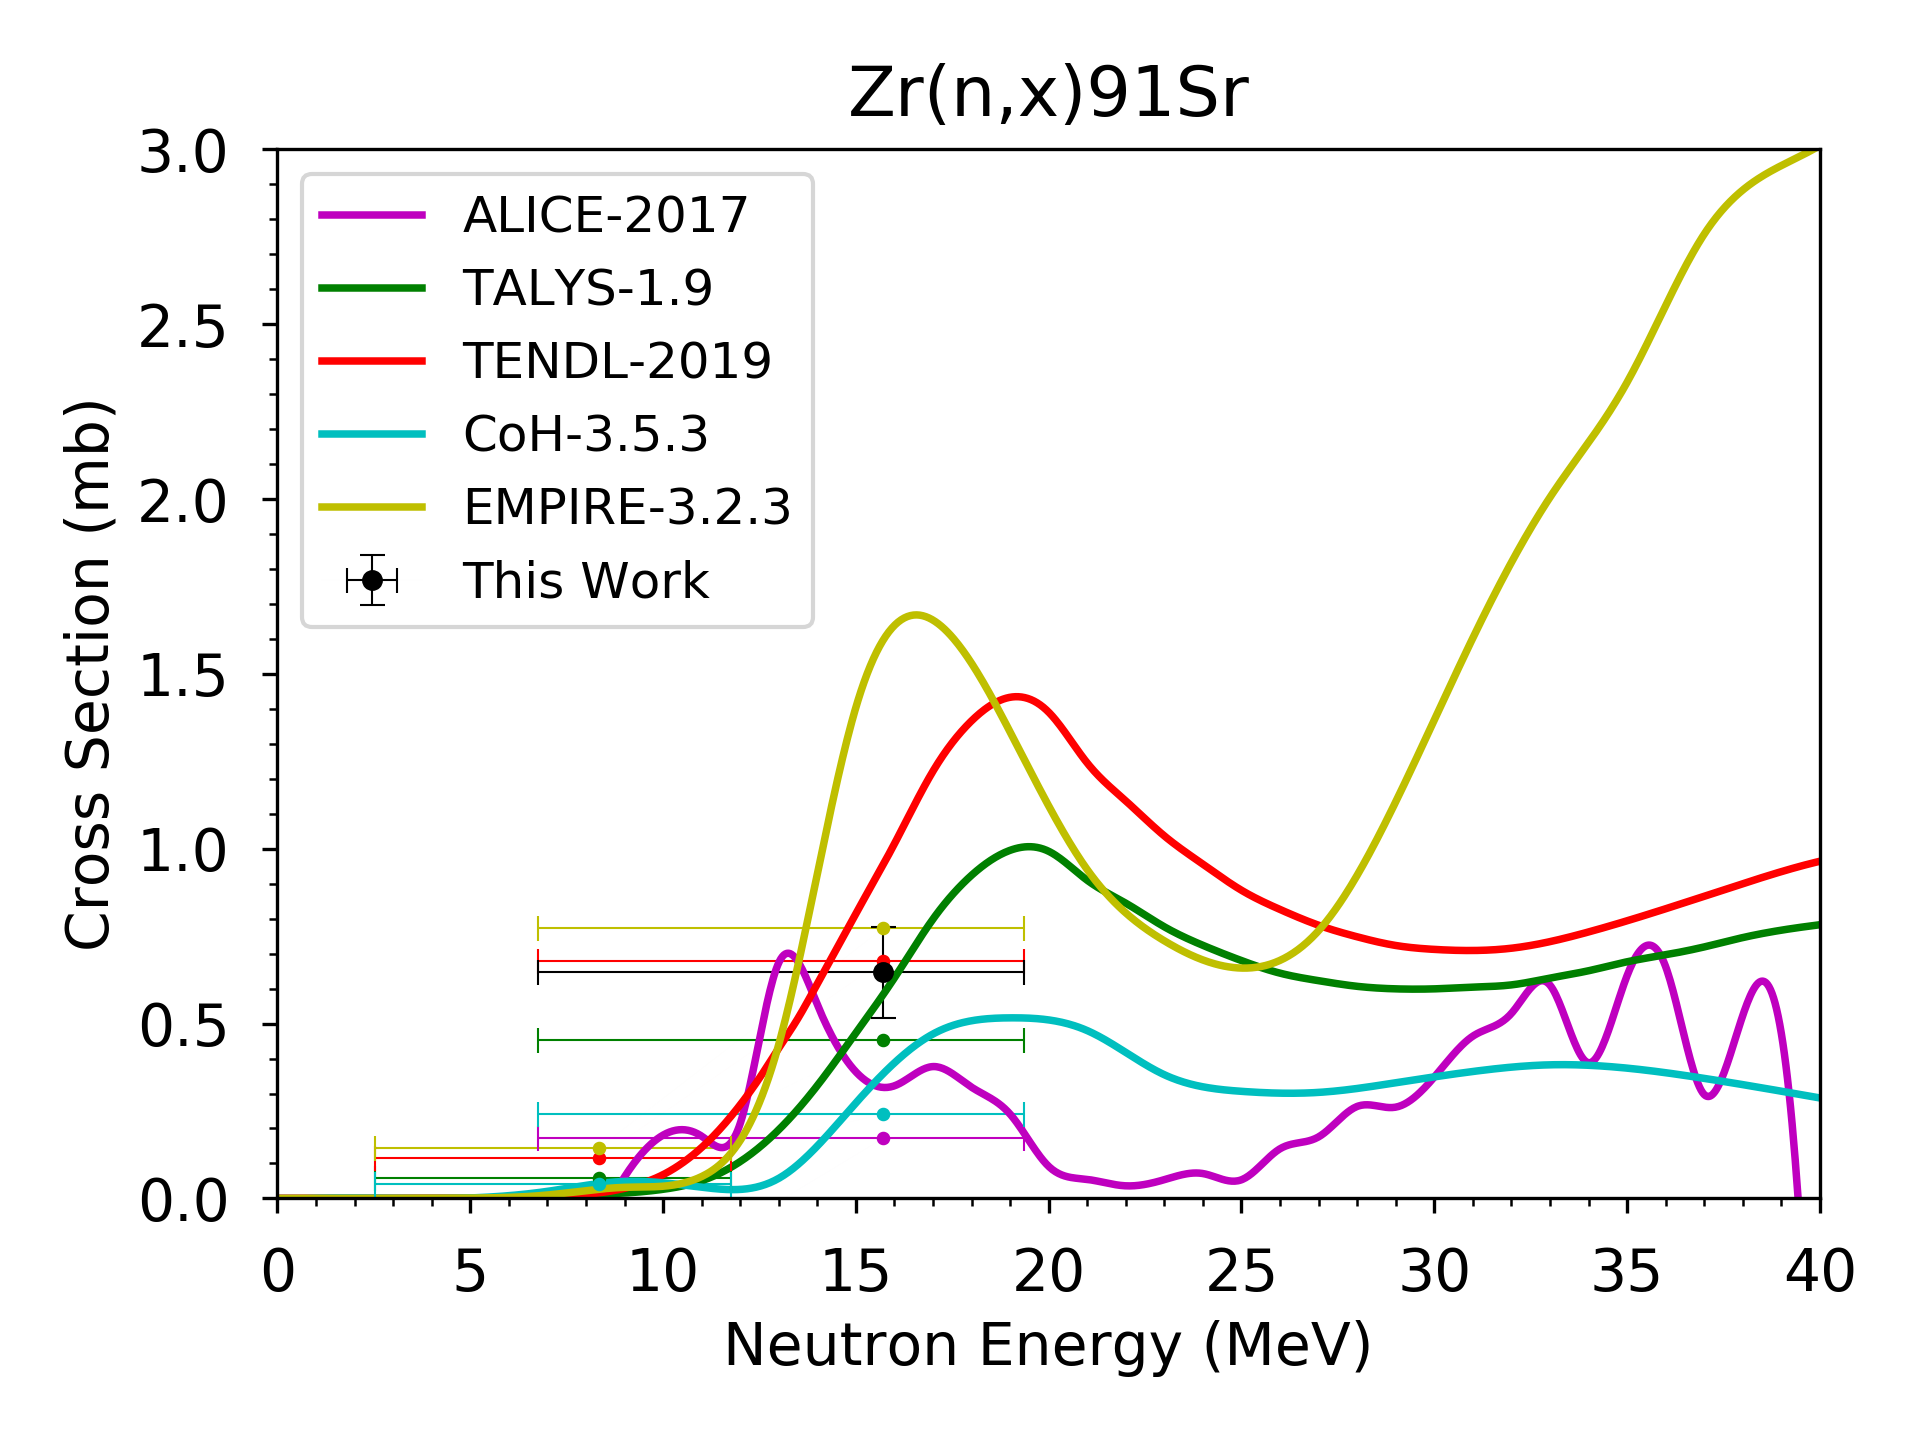 Zr(n,x)91Sr
3.0
2.5
2.0
1.5
1.0
0.5
0.0
Cross Section (mb)
ALICE-2017
TALYS-1.9
TENDL-2019
CoH-3.5.3
EMPIRE-3.2.3
This Work
0 5 10 15 20 25 30 35 40
Neutron Energy (MeV)